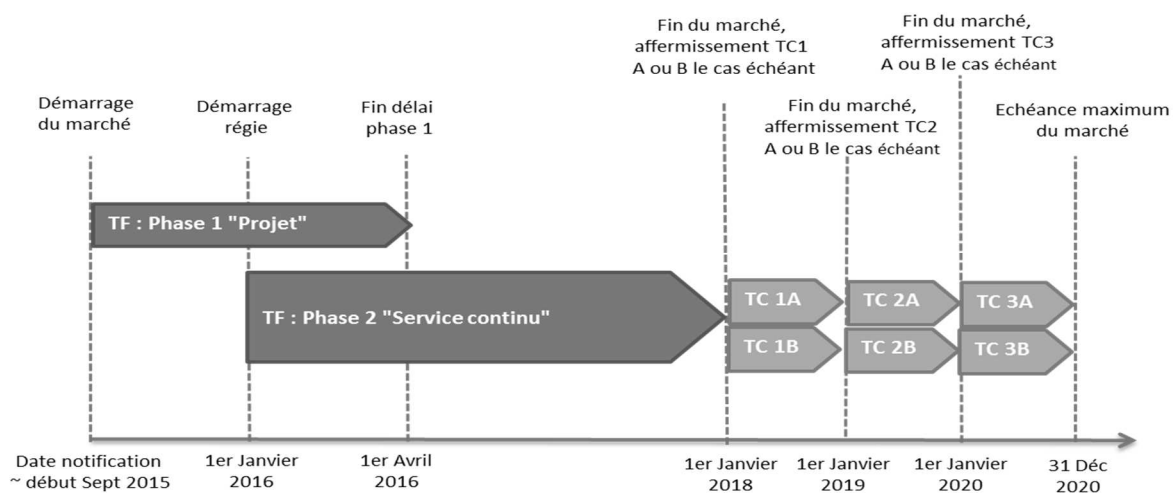 Fin du marché,
affermissement TC1
A ou B le cas échéant
Fin du marché,
affermissement TC3
A ou B le cas échéant
Démarrage
du marché
Démarrage
régie
Fin délai
phase 1
Fin du marché,
affermissement TC2
A ou B le cas échéant
Echéance maximum
du marché
TF : Phase 1 "Projet"
TF : Phase 2 "Service continu"
TC 1A
TC 2A
TC 3A
TC 1B
TC 2B
TC 3B
Date notification
~ début Sept 2015
1er Janvier
2016
1er Avril
2016
1er Janvier
2018
1er Janvier
2019
1er Janvier
2020
31 Déc
2020